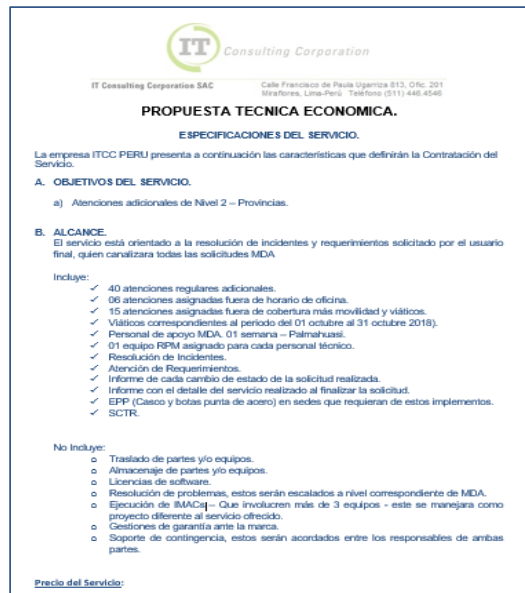 IT Consulting Corporation
IT Consulting Corporation SAC
Calle Francisco de Paula Ugarriza 813, Ofic. 201
Miraflores, Lima-Perú Teléfono (511) 446.4546
PROPUESTA TECNICA ECONOMICA.
ESPECIFICACIONES DEL SERVICIO.
La empresa ITCC PERU presenta a continuación las características que definirán la Contratación del
Servicio.
A. OBJETIVOS DEL SERVICIO.
a) Atenciones adicionales de Nivel 2 – Provincias.
B. ALCANCE.
El servicio está orientado a la resolución de incidentes y requerimientos solicitado por el usuario
final, quien canalizara todas las solicitudes MDA
Incluye:
✓ 40 atenciones regulares adicionales.
✓ 06 atenciones asignadas fuera de horario de oficina.
✓ 15 atenciones asignadas fuera de cobertura más movilidad y viáticos.
✓ Viáticos correspondientes al periodo del 01 octubre al 31 octubre 2018).
✓ Personal de apoyo MDA. 01 semana – Palmahuasi.
✓ 01 equipo RPM asignado para cada personal técnico.
✓ Resolución de Incidentes.
✓ Atención de Requerimientos.
✓ Informe de cada cambio de estado de la solicitud realizada.
✓ Informe con el detalle del servicio realizado al finalizar la solicitud.
✓ EPP (Casco y botas punta de acero) en sedes que requieran de estos implementos.
✓ SCTR.
No Incluye:
o Traslado de partes y/o equipos.
o Almacenaje de partes y/o equipos.
o Licencias de software.
o Resolución de problemas, estos serán escalados a nivel correspondiente de MDA.
o Ejecución de IMACs – Que involucren más de 3 equipos - este se manejara como
proyecto diferente al servicio ofrecido.
o Gestiones de garantía ante la marca.
o Soporte de contingencia, estos serán acordados entre los responsables de ambas
partes.
Precio del Servicio: